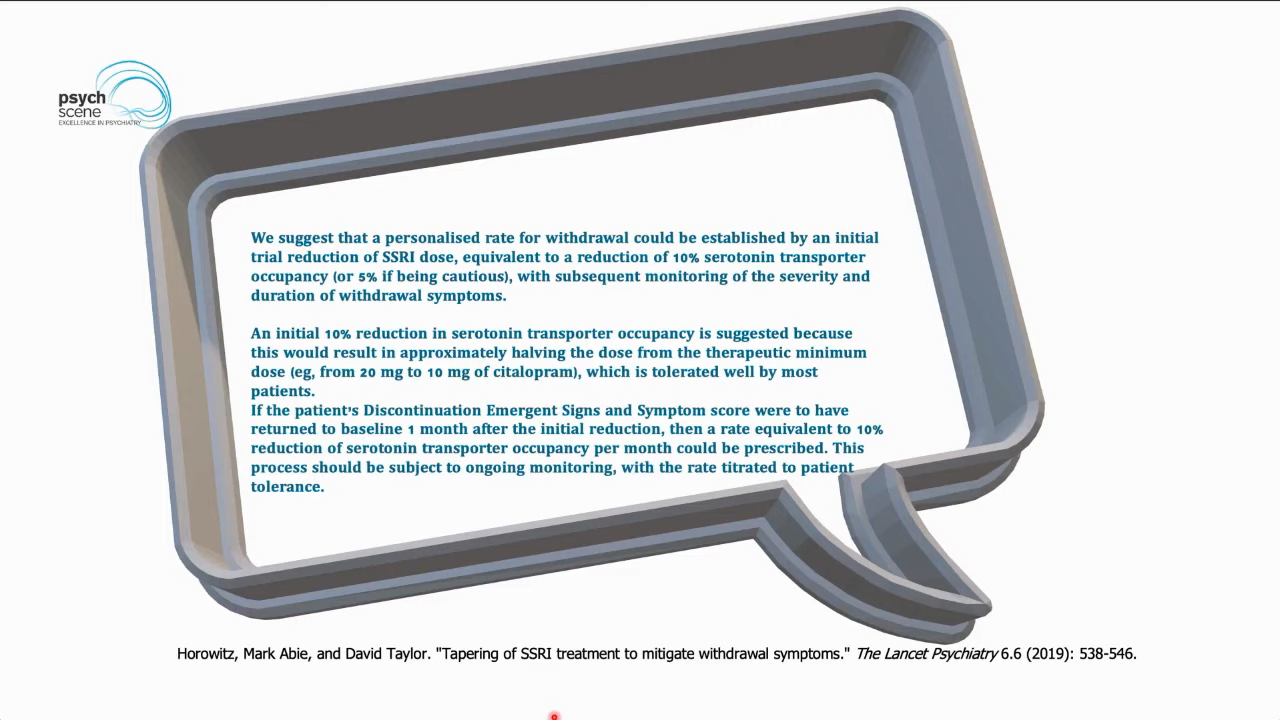 psych
scene
EXCELLENCE IN PSYCHIATRY
We suggest that a personalised rate for withdrawal could be established by an initial
trial reduction of SSRI dose, equivalent to a reduction of 10% serotonin transporter
occupancy (or 5% if being cautious), with subsequent monitoring of the severity and
duration of withdrawal symptoms.
An initial 10% reduction in serotonin transporter occupancy is suggested because
this would result in approximately halving the dose from the therapeutic minimum
dose (eg, from 20 mg to 10 mg of citalopram), which is tolerated well by most
patients.
If the patient's Discontinuation Emergent Signs and Symptom score were to have
returned to baseline 1 month after the initial reduction, then a rate equivalent to 10%
reduction of serotonin transporter occupancy per month could be prescribed. This
process should be subject to ongoing monitoring, with the rate titrated to patient
tolerance.
Horowitz, Mark Abie, and David Taylor. "Tapering of SSRI treatment to mitigate withdrawal symptoms." The Lancet Psychiatry 6.6 (2019): 538-546.